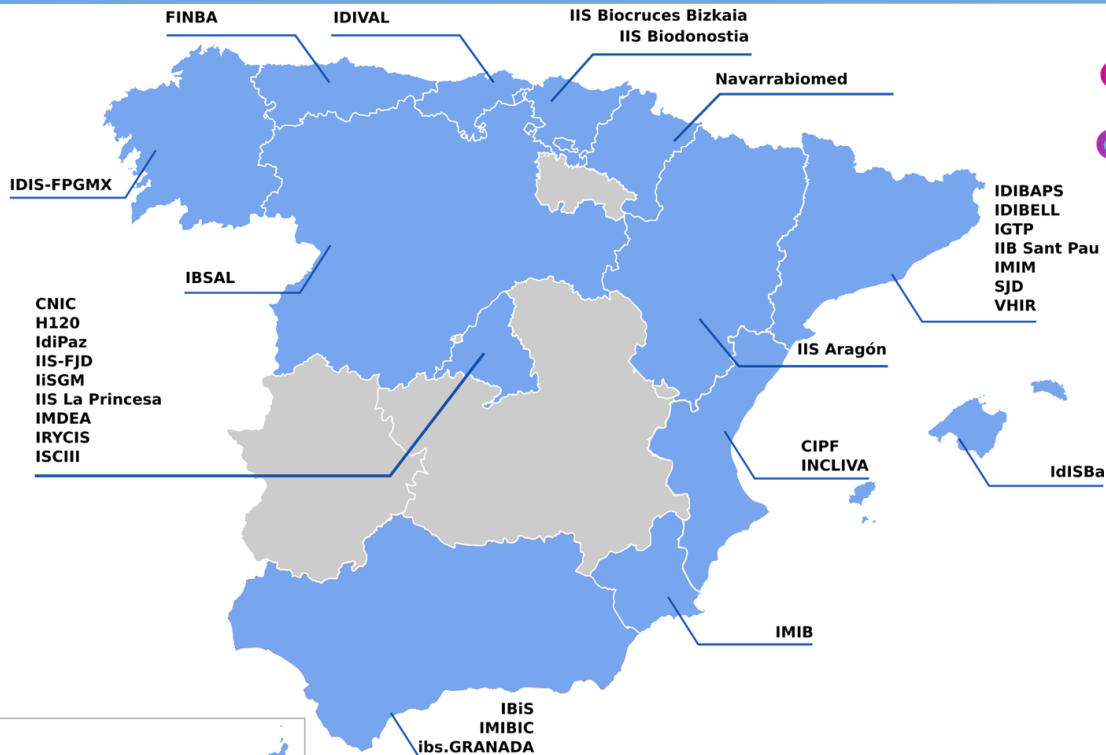 FINBA
IDIVAL
IIS Biocruces Bizkaia
IIS Biodonostia
Navarrabiomed
IDIS-FPGMX
IDIBAPS
IDIBELL
IGTP
IIB Sant Pau
IMIM
SJD
VHIR
IBSAL
CNIC
H120
IdiPaz
IIS-FJD
IiSGM
IIS La Princesa
IMDEA
IRYCIS
ISCIII
IIS Aragón
CIPF
INCLIVA
IdISBa
IMIB
IBiS
IMIBIC
ibs.GRANADA